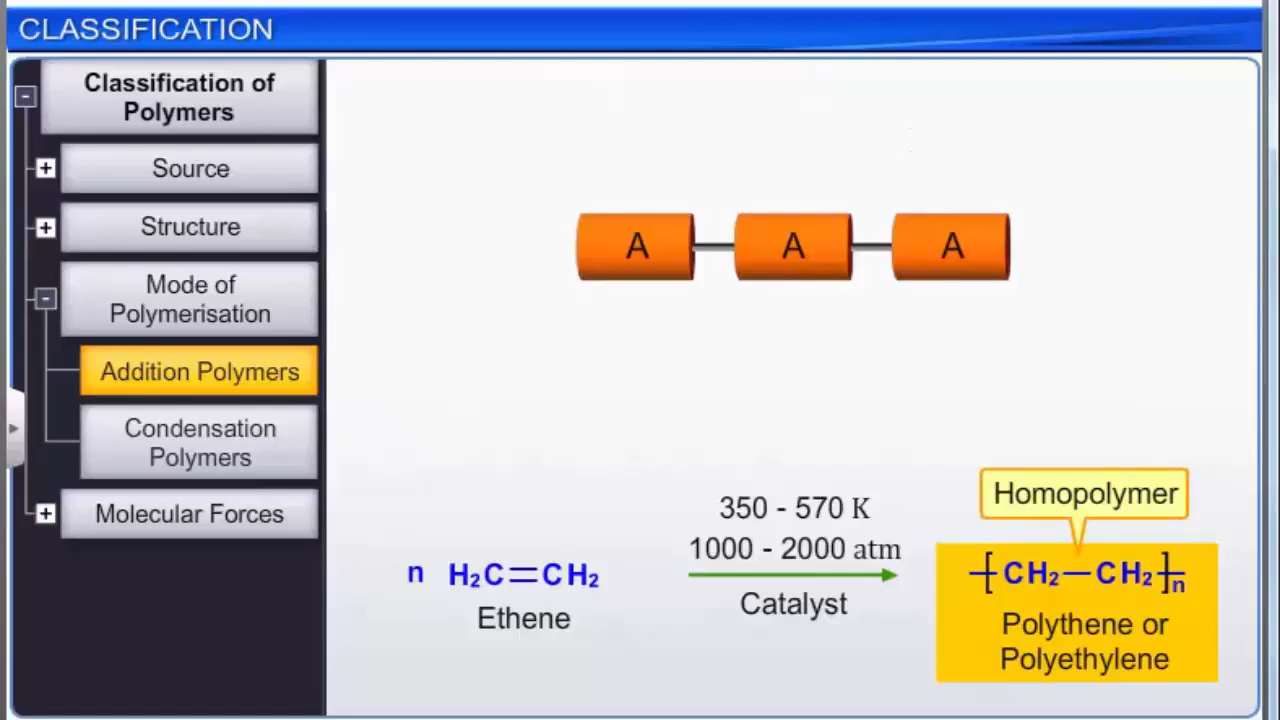 CLASSIFICATION
Classification of
Polymers
Source
Structure
Mode of
Polymerisation
Addition Polymers
Condensation
Polymers
Molecular Forces
A
A
A
350 - 570 K
1000 - 2000 atm
Catalyst
n H₂C=CH₂
Ethene
Homopolymer
-[CH₂—CH₂]-n
Polythene or
Polyethylene